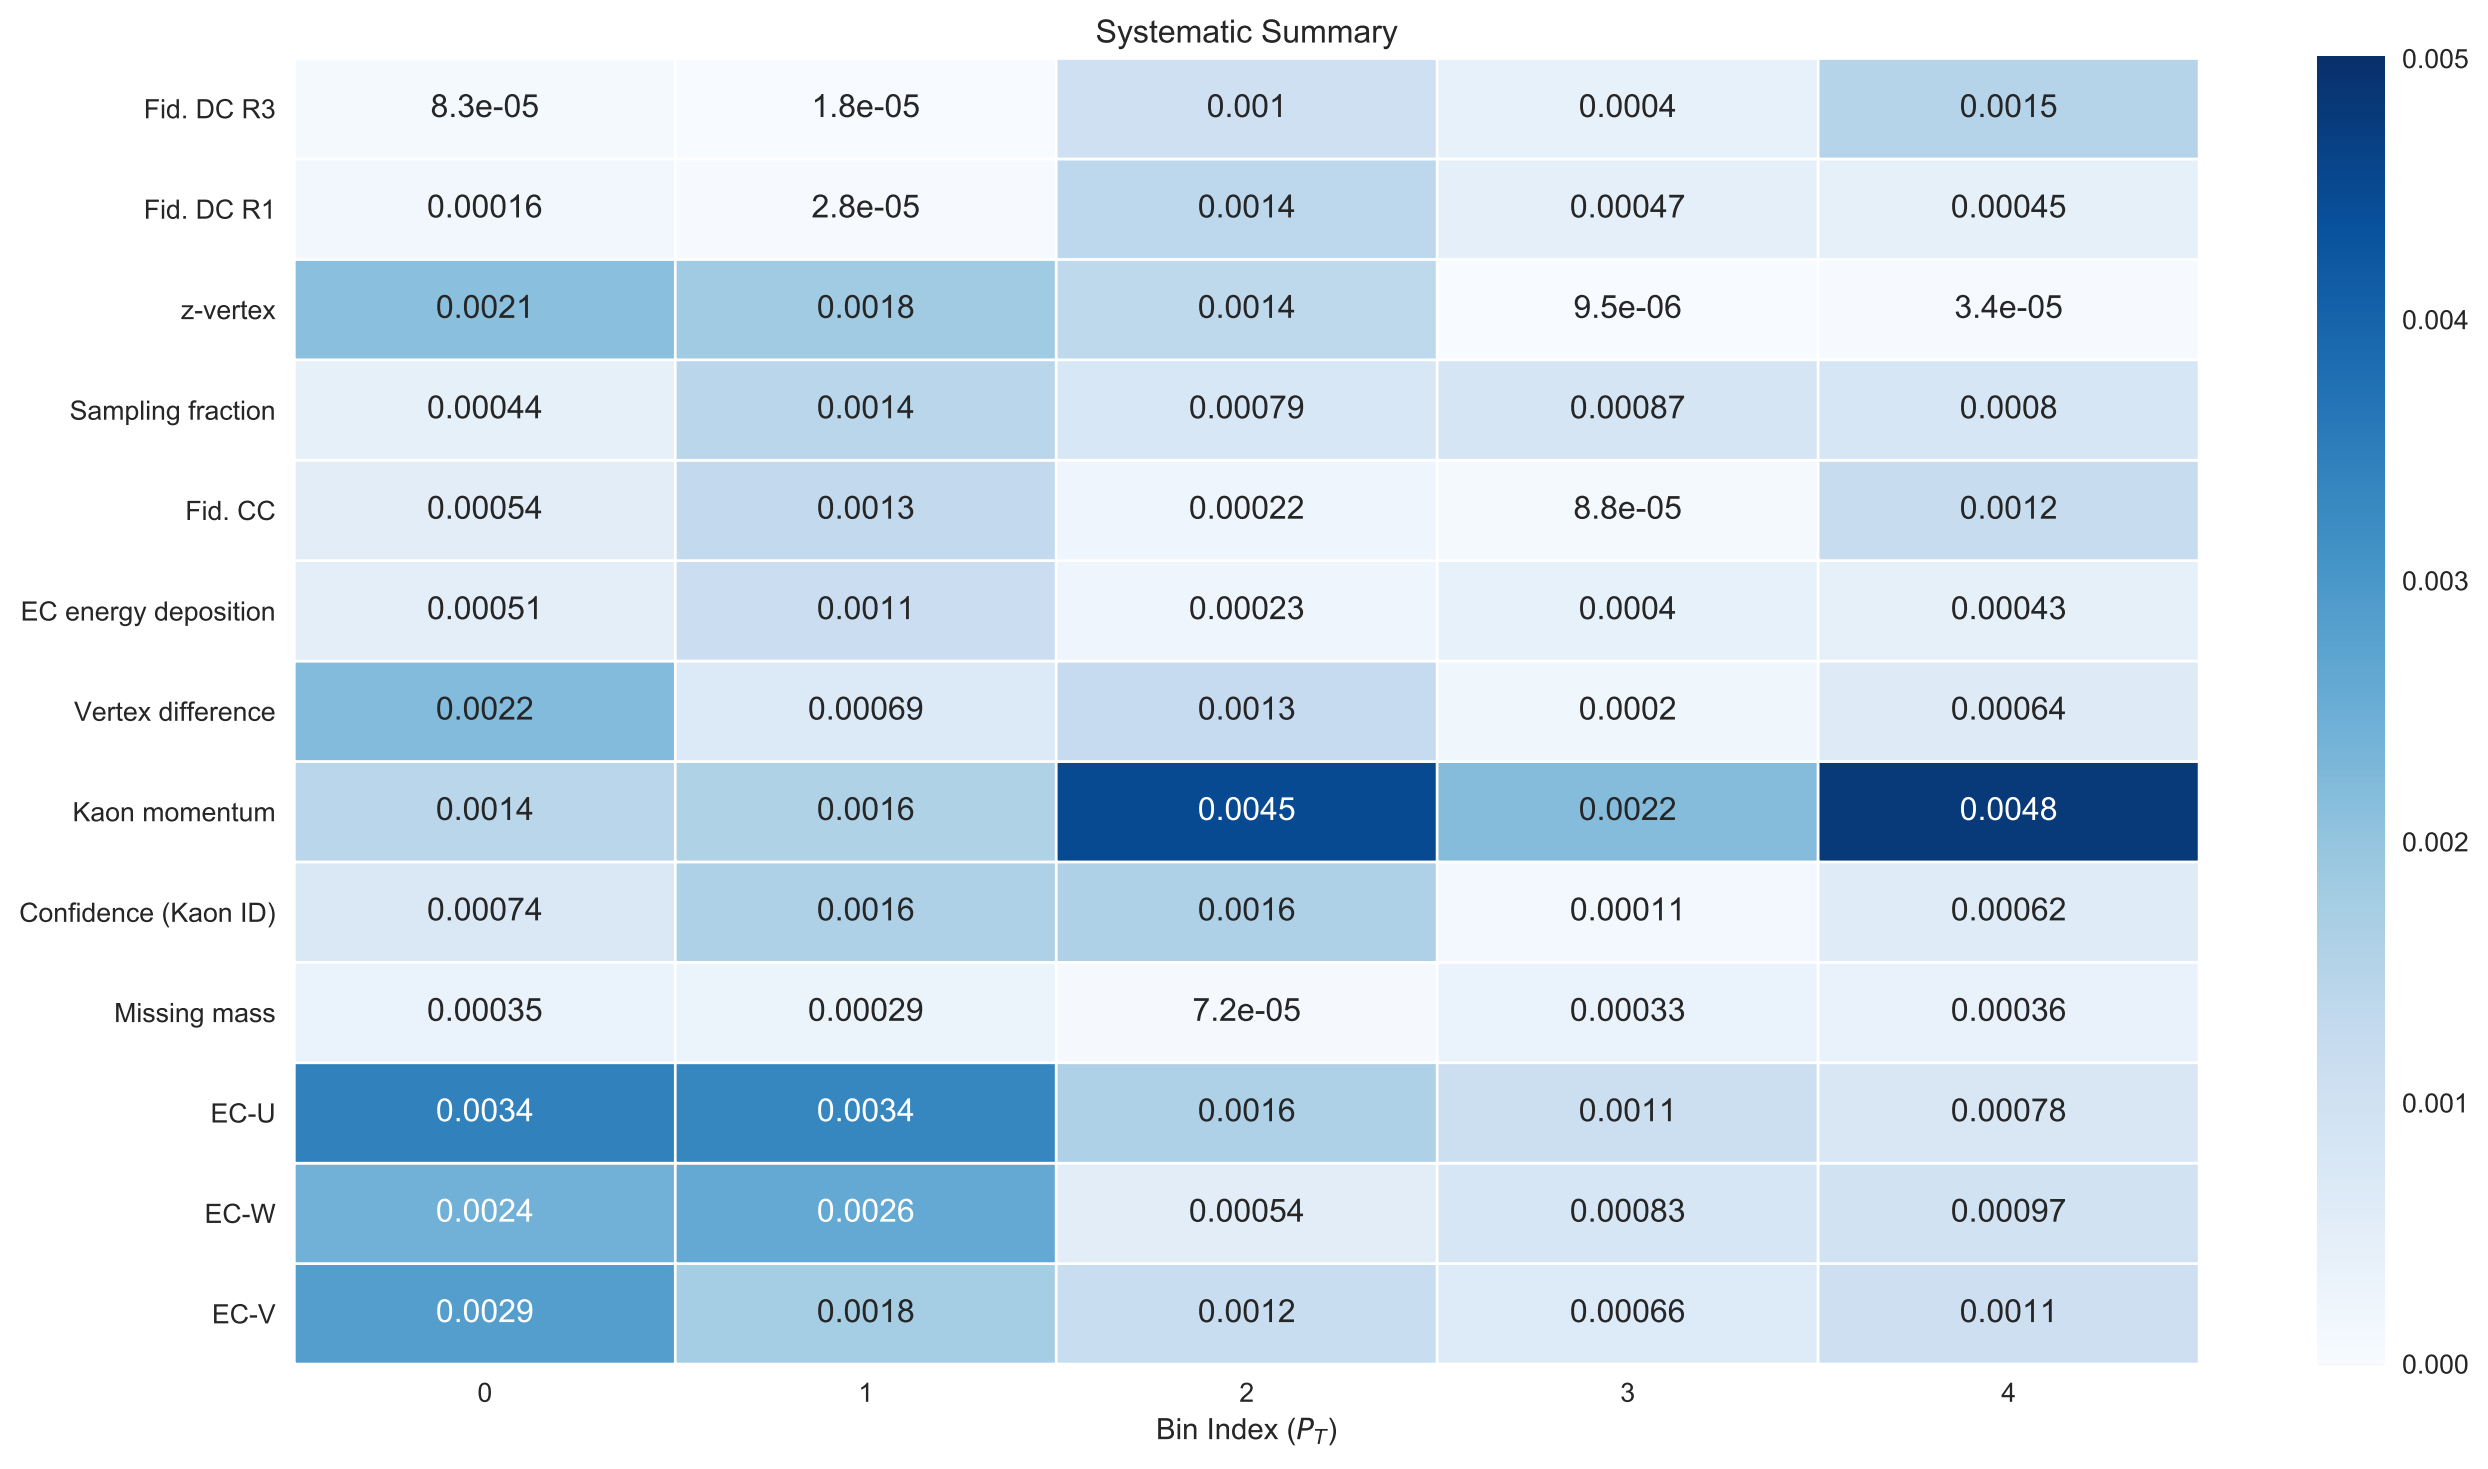 Systematic Summary
Fid. DC R3 8.3e-05 1.8e-05 0.001 0.0004 0.0015
Fid. DC R1 0.00016 2.8e-05 0.0014 0.00047 0.00045
z-vertex 0.0021 0.0018 0.0014 9.5e-06 3.4e-05
Sampling fraction 0.00044 0.0014 0.00079 0.00087 0.0008
Fid. CC 0.00054 0.0013 0.00022 8.8e-05 0.0012
EC energy deposition 0.00051 0.0011 0.00023 0.0004 0.00043
Vertex difference 0.0022 0.00069 0.0013 0.0002 0.00064
Kaon momentum 0.0014 0.0016 0.0045 0.0022 0.0048
Confidence (Kaon ID) 0.00074 0.0016 0.0016 0.00011 0.00062
Missing mass 0.00035 0.00029 7.2e-05 0.00033 0.00036
EC-U 0.0034 0.0034 0.0016 0.0011 0.00078
EC-W 0.0024 0.0026 0.00054 0.00083 0.00097
EC-V 0.0029 0.0018 0.0012 0.00066 0.0011
0 1 2 3 4
Bin Index (P_T)
0.005
0.004
0.003
0.002
0.001
0.000